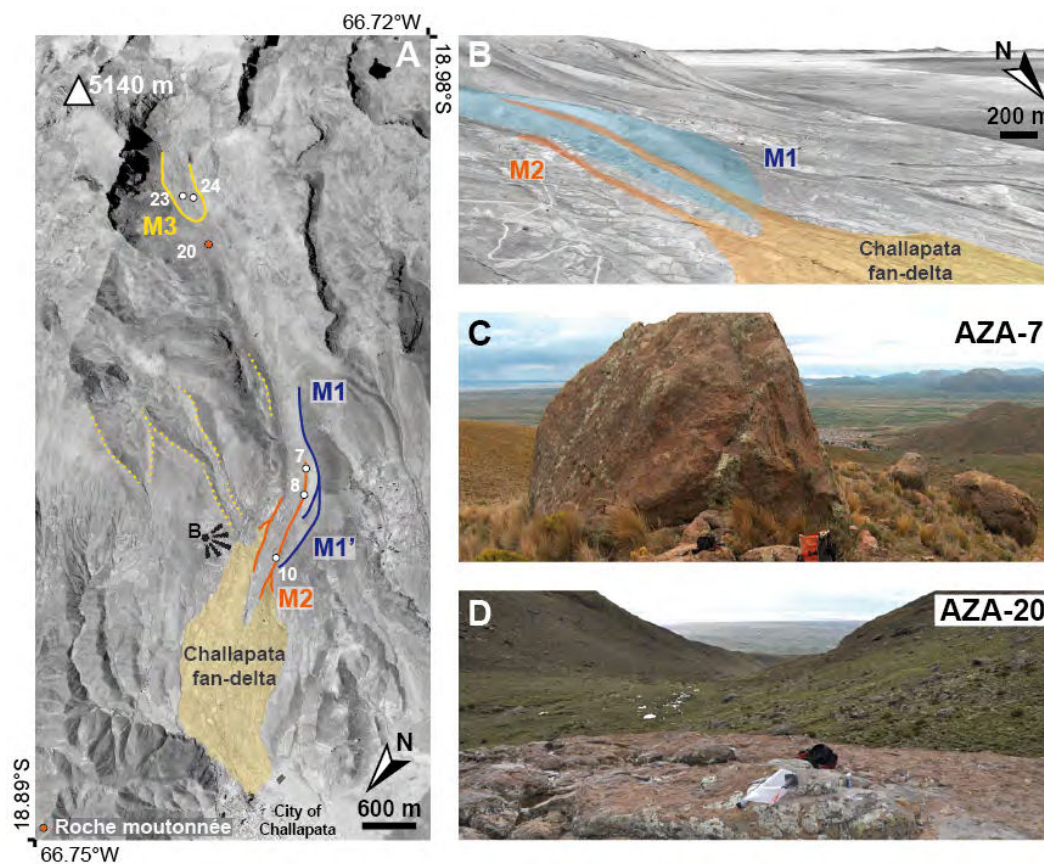 66.72°W
A
5140 m
18.98°S
24
23
M3
20
M1
7
8
B
M1'
10
M2
Challapata
fan-delta
N
18.89°S
City of
Challapata
600 m
Roche moutonnée
66.75°W
B
N
200 m
M1
M2
Challapata
fan-delta
C
AZA-7
D
AZA-20